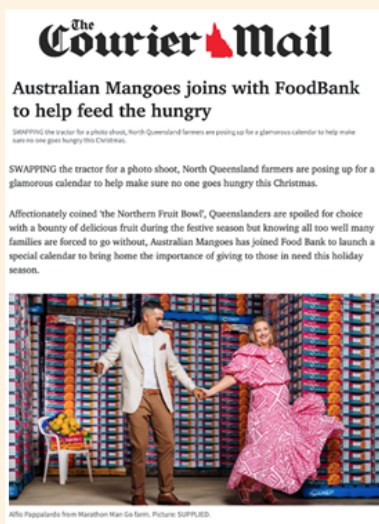 The
Courier Mail
Australian Mangoes joins with FoodBank
to help feed the hungry
SWAPPING the tractor for a photo shoot, North Queensland farmers are posing up for a glamorous calendar to help make
sure no one goes hungry this Christmas.
SWAPPING the tractor for a photo shoot, North Queensland farmers are posing up for a
glamorous calendar to help make sure no one goes hungry this Christmas.
Affectionately coined 'the Northern Fruit Bowl', Queenslanders are spoiled for choice
with a bounty of delicious fruit during the festive season but knowing all too well many
families are forced to go without, Australian Mangoes has joined Food Bank to launch a
special calendar to bring home the importance of giving to those in need this holiday
season.
Alfio Pappalardo from Marathon Man Go farm. Picture: SUPPLIED.